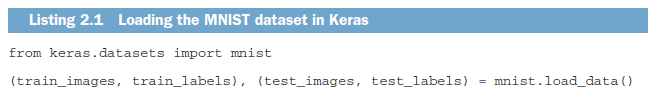 Listing 2.1 Loading the MNIST dataset in Keras
from keras.datasets import mnist
(train_images, train_labels), (test_images, test_labels) = mnist.load_data()